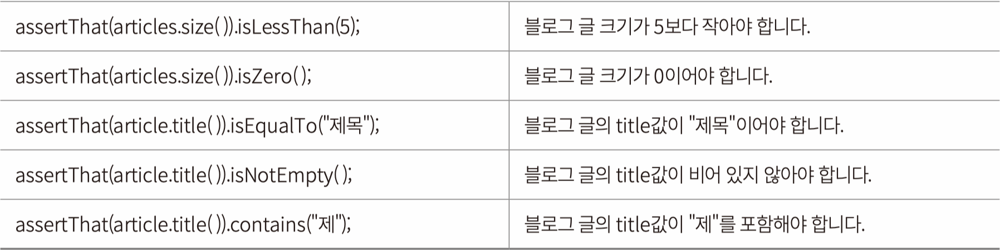 assertThat(articles.size( )).isLessThan(5); 블로그 글 크기가 5보다 작아야 합니다.
assertThat(articles.size( )).isZero( ); 블로그 글 크기가 0이어야 합니다.
assertThat(article.title( )).isEqualTo("제목"); 블로그 글의 title값이 "제목"이어야 합니다.
assertThat(article.title( )).isNotEmpty( ); 블로그 글의 title값이 비어 있지 않아야 합니다.
assertThat(article.title( )).contains("제"); 블로그 글의 title값이 "제"를 포함해야 합니다.